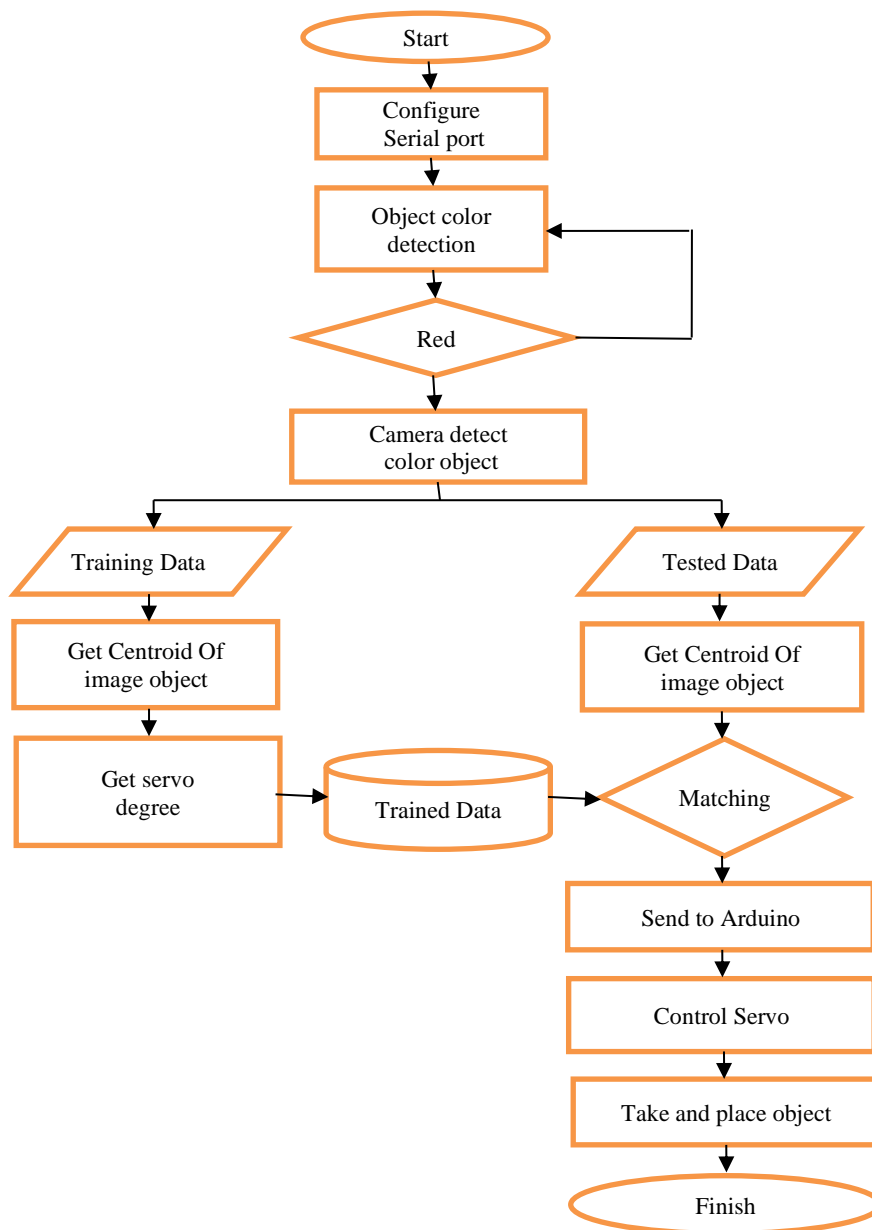 Start
Configure
Serial port
Object color
detection
Red
Camera detect
color object
Training Data
Tested Data
Get Centroid Of
image object
Get Centroid Of
image object
Get servo
degree
Trained Data
Matching
Send to Arduino
Control Servo
Take and place object
Finish